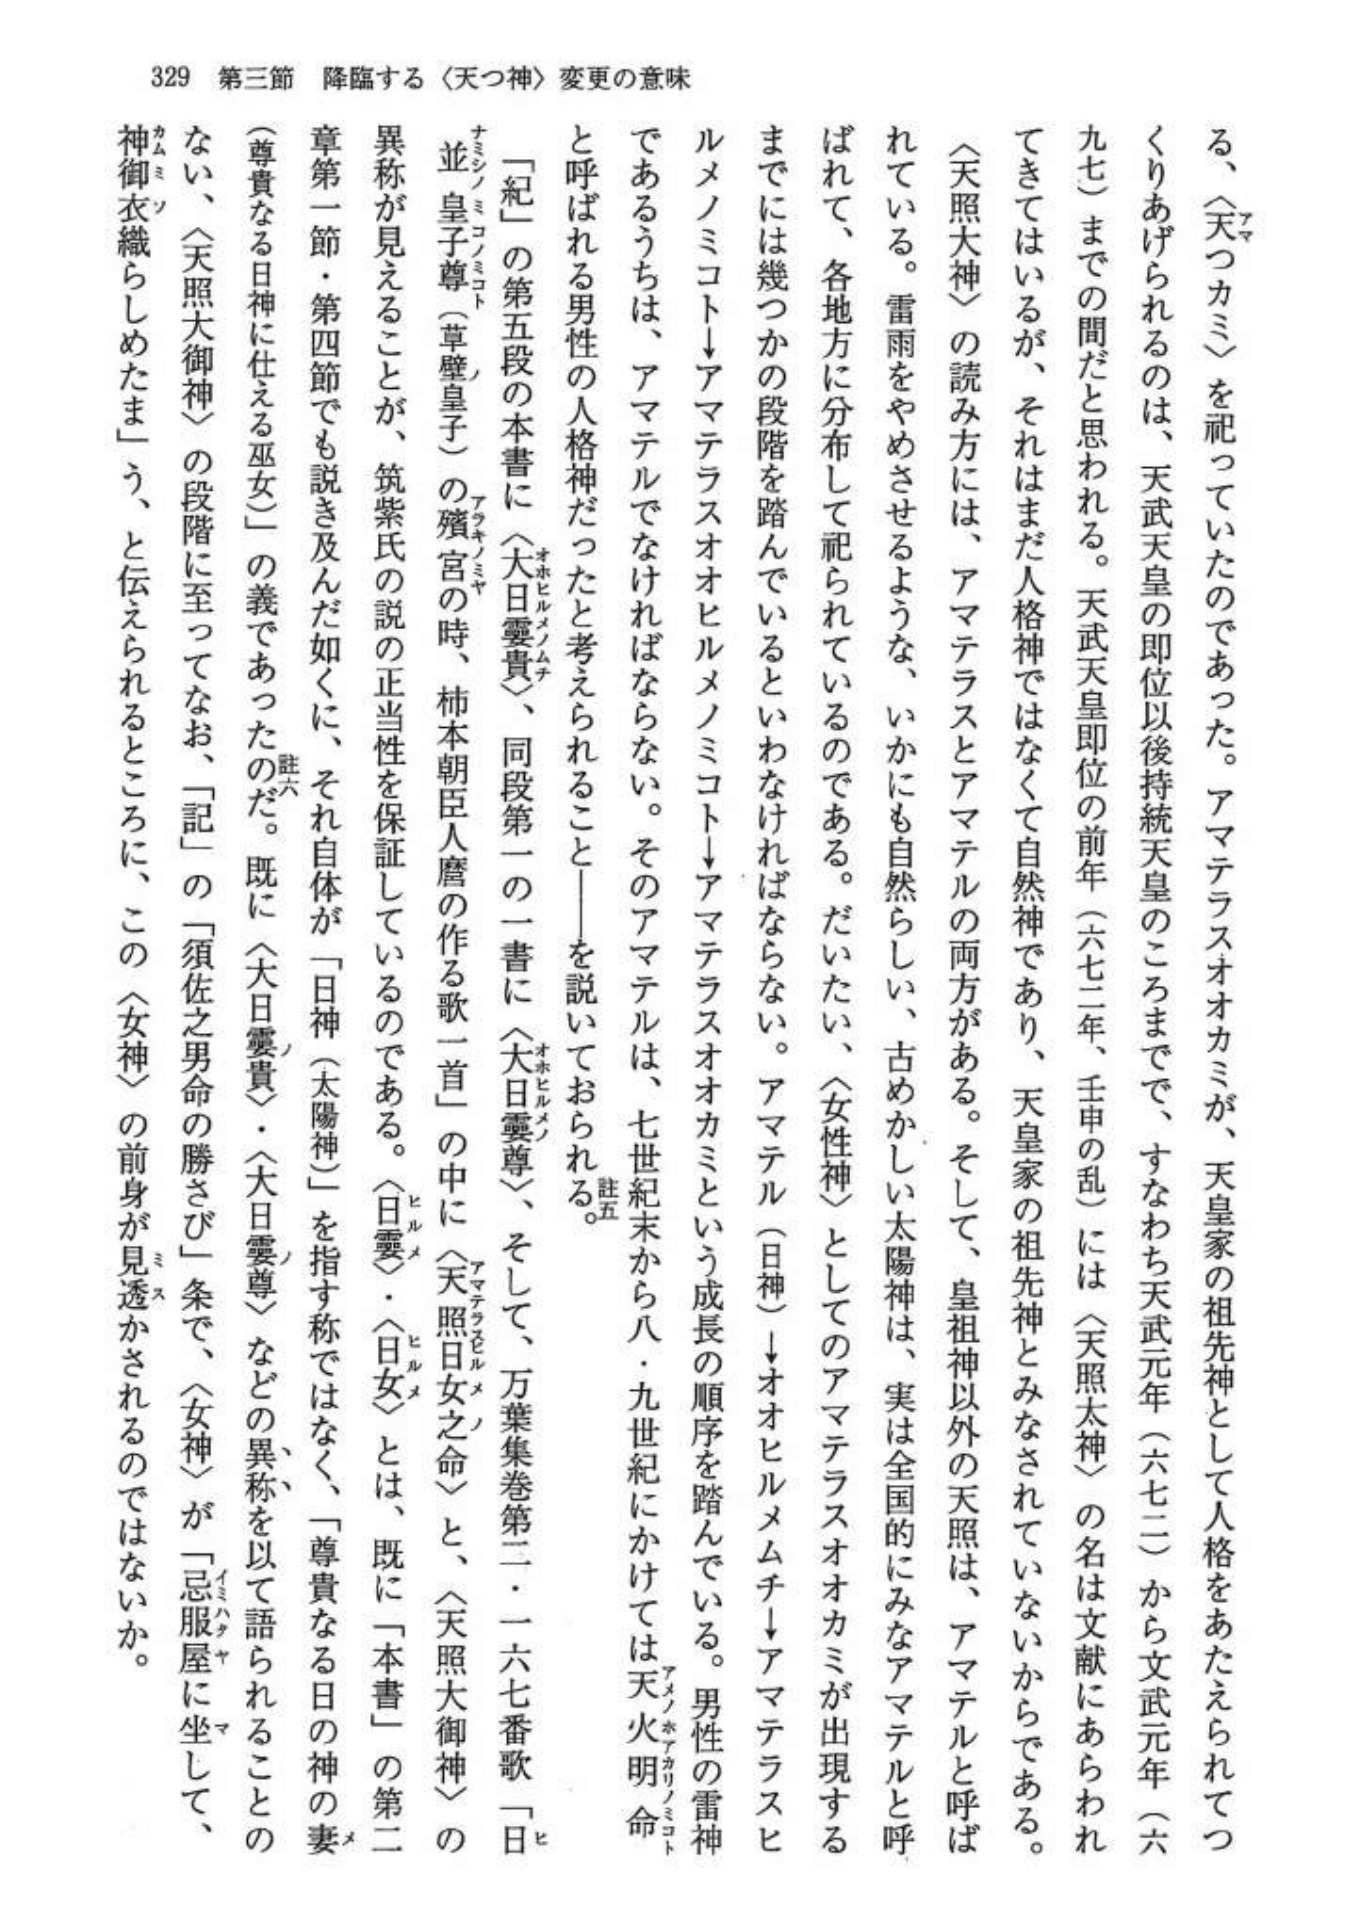 329　第三節　降臨する〈天つ神〉変更の意味
る、〈天つカミ〉を祀っていたのであった。アマテラスオオカミが、天皇家の祖先神として人格をあたえられてつ
くりあげられるのは、天武天皇の即位以後持統天皇のころまでで、すなわち天武元年（六七二）から文武元年（六
九七）までの間だと思われる。天武天皇即位の前年（六七二年、壬申の乱）には〈天照太神〉の名は文献にあらわれ
てきてはいるが、それはまだ人格神ではなくて自然神であり、天皇家の祖先神とみなされていないからである。
〈天照大神〉の読み方には、アマテラスとアマテルの両方がある。そして、皇祖神以外の天照は、アマテルと呼ば
れている。雷雨をやめさせるような、いかにも自然らしい、古めかしい太陽神は、実は全国的にみなアマテルと呼
ばれて、各地方に分布して祀られているのである。だいたい、〈女性神〉としてのアマテラスオオカミが出現する
までには幾つかの段階を踏んでいるといわなければならない。アマテル（日神）→オオヒルメムチ→アマテラスヒ
ルメノミコト→アマテラスオオヒルメノミコト→アマテラスオオカミという成長の順序を踏んでいる。男性の雷神
であるうちは、アマテルでなければならない。そのアマテルは、七世紀末から八・九世紀にかけては天火明命
と呼ばれる男性の人格神だったと考えられること――を説いておられる。註五
「紀」の第五段の本書に〈大日孁貴〉、同段第一の一書に〈大日孁尊〉、そして、万葉集巻第二・一六七番歌「日
並皇子尊（草壁皇子）の殯宮の時、柿本朝臣人麿の作る歌一首」の中に〈天照日女之命〉と、〈天照大御神〉の
異称が見えることが、筑紫氏の説の正当性を保証しているのである。〈日孁〉・〈日女〉とは、既に「本書」の第二
章第一節・第四節でも説き及んだ如くに、それ自体が「日神（太陽神）」を指す称ではなく、「尊貴なる日の神の妻
（尊貴なる日神に仕える巫女）」の義であったのだ。註六既に〈大日孁貴〉・〈大日孁尊〉などの異称を以て語られることの
ない、〈天照大御神〉の段階に至ってなお、「記」の「須佐之男命の勝さび」条で、〈女神〉が「忌服屋に坐して、
神御衣織らしめたま」う、と伝えられるところに、この〈女神〉の前身が見透かされるのではないか。